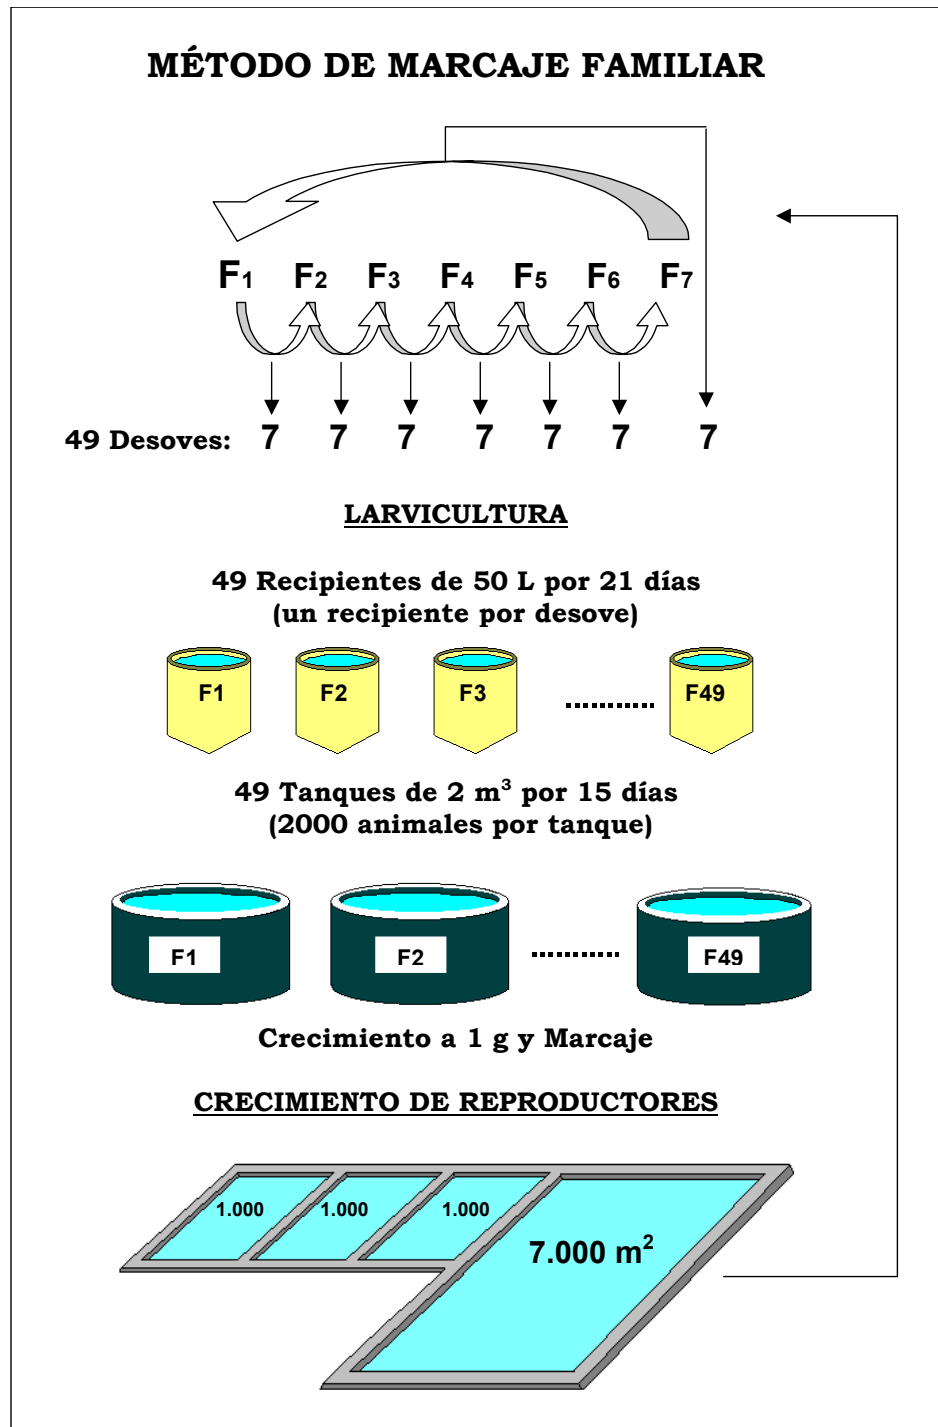 MÉTODO DE MARCAJE FAMILIAR
F1 F2 F3 F4 F5 F6 F7
49 Desoves: 7 7 7 7 7 7 7
LARVICULTURA
49 Recipientes de 50 L por 21 días
(un recipiente por desove)
F1 F2 F3 ............ F49
49 Tanques de 2 m³ por 15 días
(2000 animales por tanque)
F1 F2 ............ F49
Crecimiento a 1 g y Marcaje
CRECIMIENTO DE REPRODUCTORES
1.000 1.000 1.000
7.000 m²